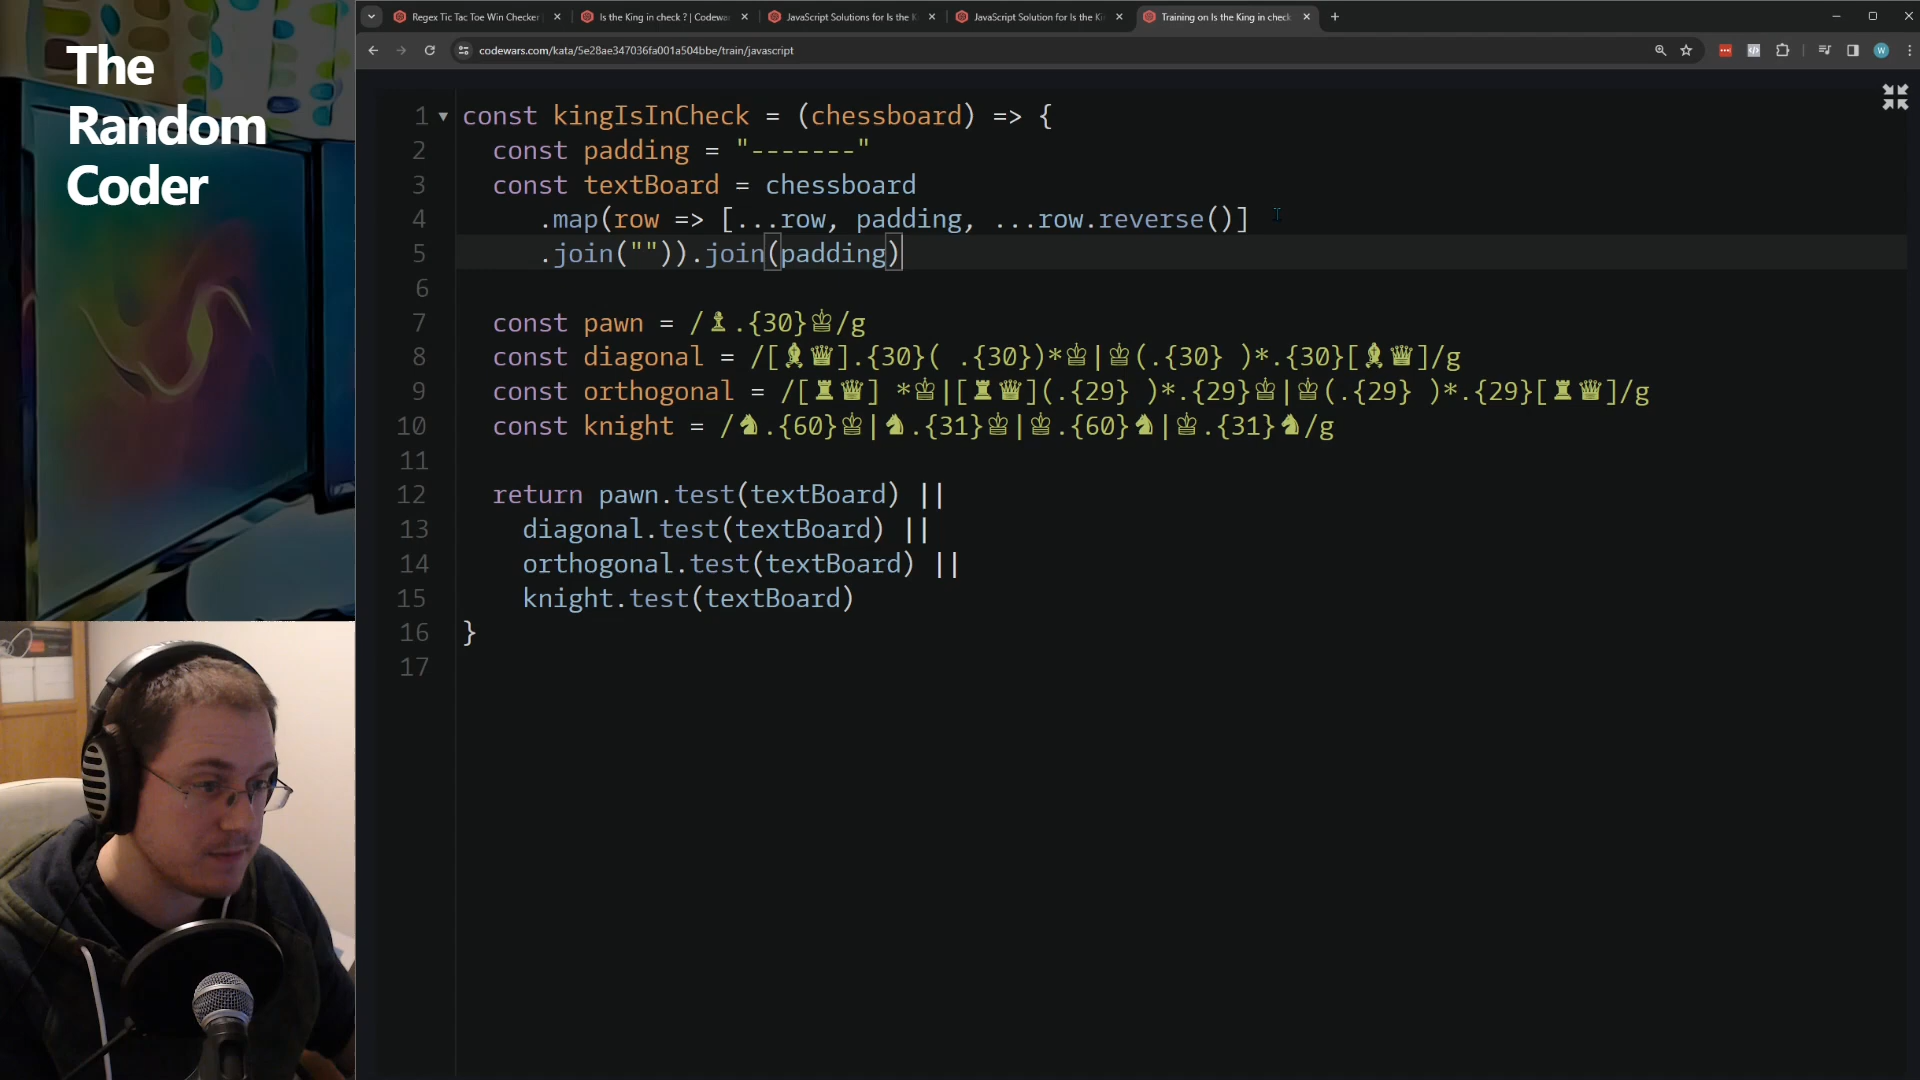 The
Random
Coder
Regex Tic Tac Toe Win Checker
Is the King in check ? | Codewa
JavaScript Solutions for Is the K
JavaScript Solution for Is the Ki
Training on Is the King in check
codewars.com/kata/5e28ae347036fa001a504bbe/train/javascript
W
1 const kingIsInCheck = (chessboard) => {
2 const padding = "-------"
3 const textBoard = chessboard
4 .map(row => [...row, padding, ...row.reverse()]
5 .join("")).join(padding)
6
7 const pawn = /♟.{30}♔/g
8 const diagonal = /[♝♛].{30}( .{30})*♔|♔(.{30} )*.{30}[♝♛]/g
9 const orthogonal = /[♜♛] *♔|[♜♛](.{29} )*.{29}♔|♔(.{29} )*.{29}[♜♛]/g
10 const knight = /♞.{60}♔|♞.{31}♔|♔.{60}♞|♔.{31}♞/g
11
12 return pawn.test(textBoard) ||
13 diagonal.test(textBoard) ||
14 orthogonal.test(textBoard) ||
15 knight.test(textBoard)
16 }
17